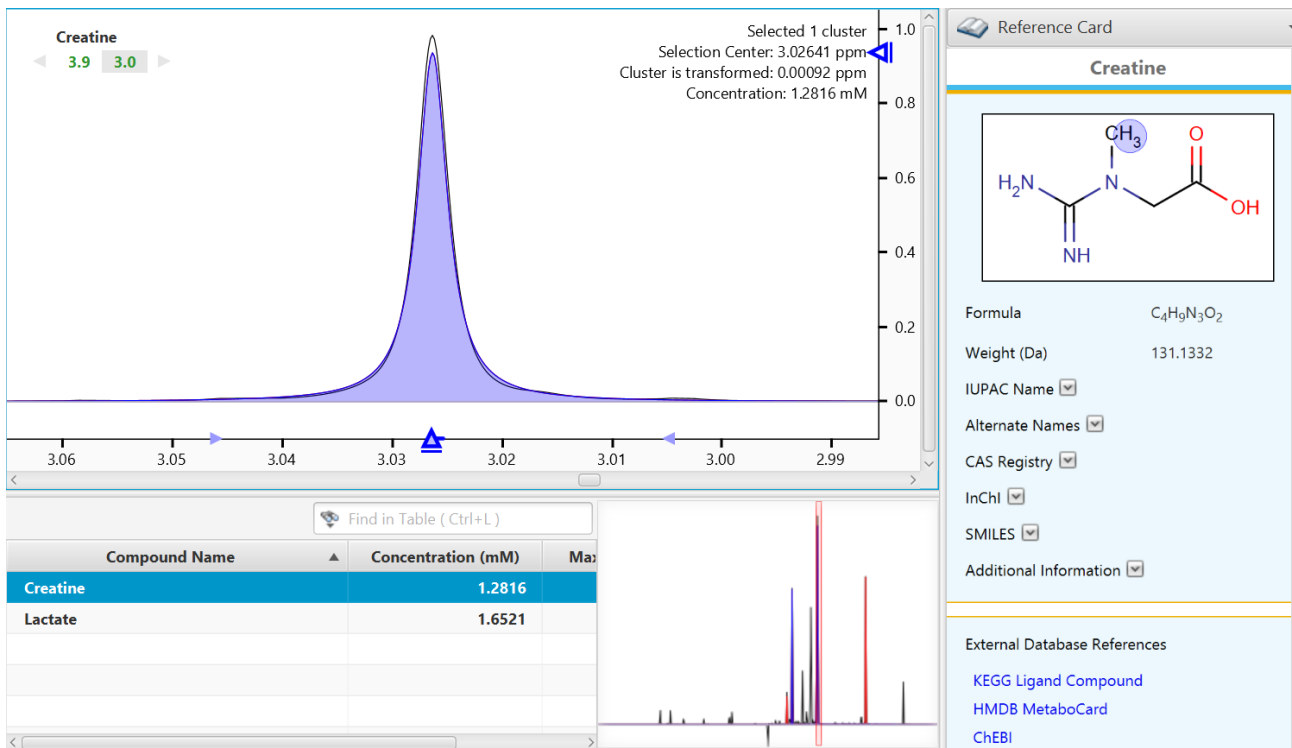 Creatine
3.9 3.0
Selected 1 cluster
Selection Center: 3.02641 ppm
Cluster is transformed: 0.00092 ppm
Concentration: 1.2816 mM
1.0
0.8
0.6
0.4
0.2
0.0
3.06 3.05 3.04 3.03 3.02 3.01 3.00 2.99
Find in Table ( Ctrl+L )
Compound Name Concentration (mM)
Creatine 1.2816
Lactate 1.6521
Reference Card
Creatine
CH3
O
H2N
N
OH
NH
Formula C4H9N3O2
Weight (Da) 131.1332
IUPAC Name
Alternate Names
CAS Registry
InChI
SMILES
Additional Information
External Database References
KEGG Ligand Compound
HMDB MetaboCard
ChEBI